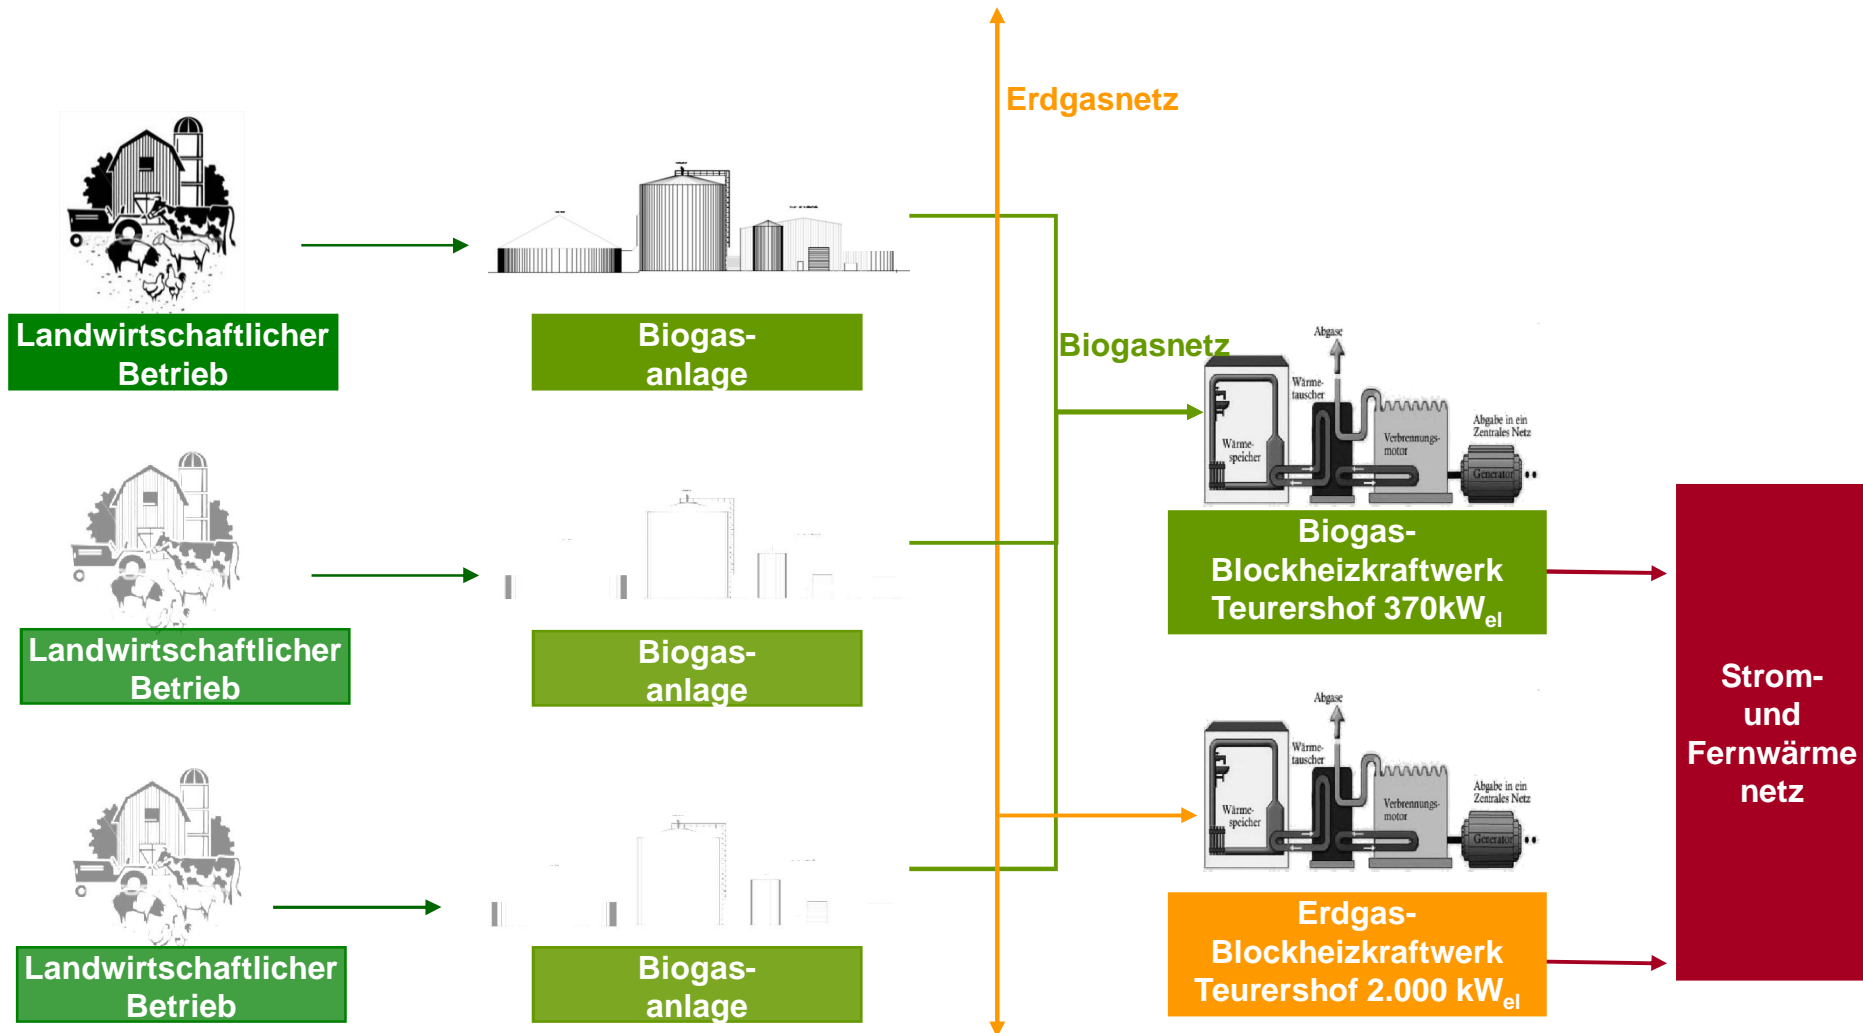 Erdgasnetz
Landwirtschaftlicher
Betrieb
Biogas-
anlage
Biogasnetz
Abgase
Wärme-
tauscher
Wärme-
speicher
Verbrennungs-
motor
Abgabe in ein
Zentrales Netz
Generator
Biogas-
Blockheizkraftwerk
Teurershof 370kWel
Landwirtschaftlicher
Betrieb
Biogas-
anlage
Strom-
und
Fernwärme
netz
Abgase
Wärme-
tauscher
Wärme-
speicher
Verbrennungs-
motor
Abgabe in ein
Zentrales Netz
Generator
Landwirtschaftlicher
Betrieb
Biogas-
anlage
Erdgas-
Blockheizkraftwerk
Teurershof 2.000 kWel